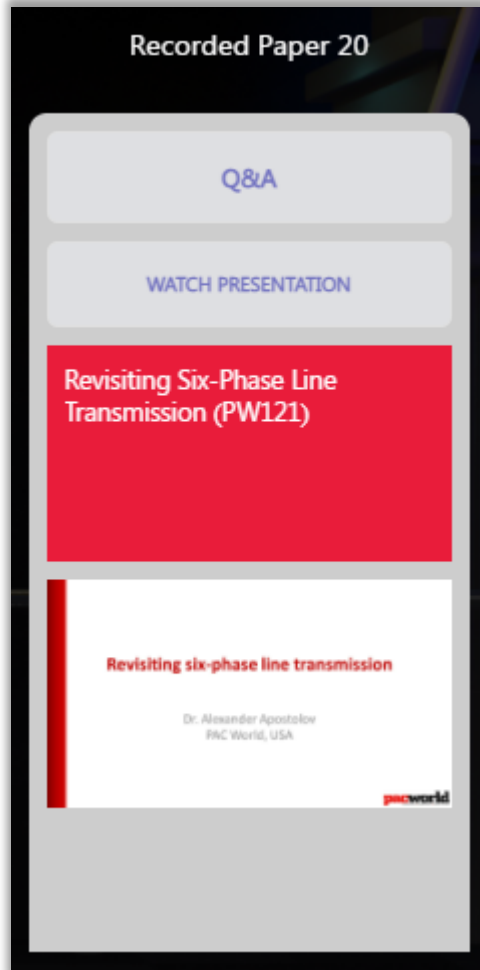 Recorded Paper 20
Q&A
WATCH PRESENTATION
Revisiting Six-Phase Line
Transmission (PW121)
Revisiting six-phase line transmission
Dr. Alexander Apostolov
PAC World, USA
pacworld